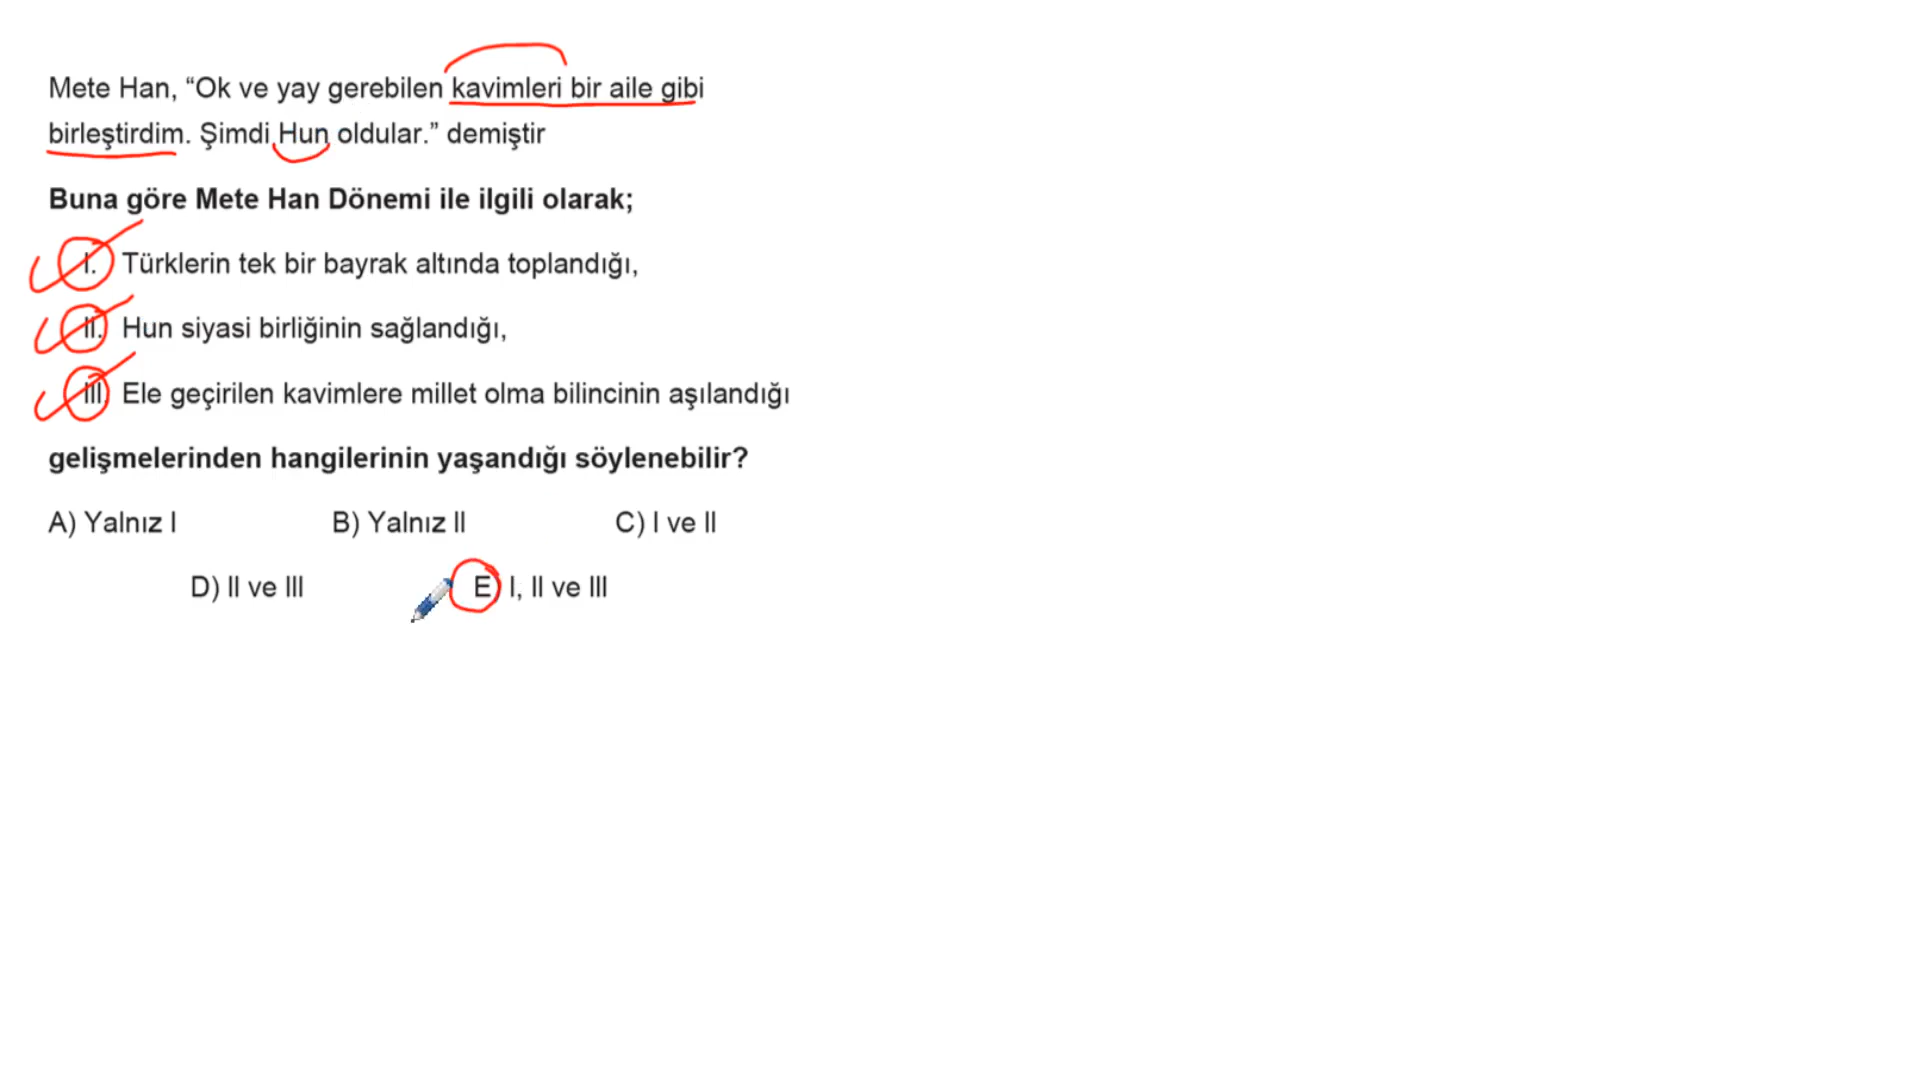 Mete Han, “Ok ve yay gerebilen kavimleri bir aile gibi
birleştirdim. Şimdi Hun oldular.” demiştir
Buna göre Mete Han Dönemi ile ilgili olarak;
I. Türklerin tek bir bayrak altında toplandığı,
II. Hun siyasi birliğinin sağlandığı,
III. Ele geçirilen kavimlere millet olma bilincinin aşılandığı
gelişmelerinden hangilerinin yaşandığı söylenebilir?
A) Yalnız I B) Yalnız II C) I ve II
D) II ve III E) I, II ve III